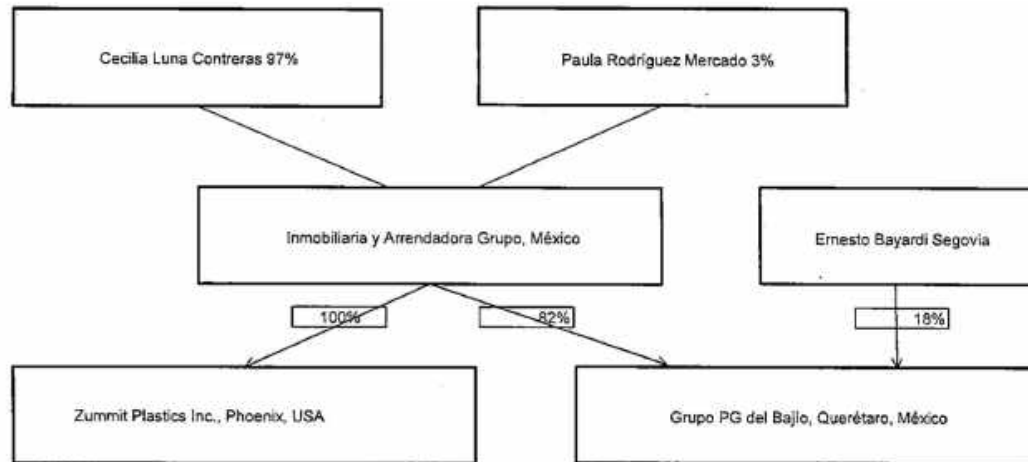 Cecilia Luna Contreras 97%
Paula Rodríguez Mercado 3%
Inmobiliaria y Arrendadora Grupo, México
Ernesto Bayardi Segovia
100%
82%
18%
Zummit Plastics Inc., Phoenix, USA
Grupo PG del Bajío, Querétaro, México